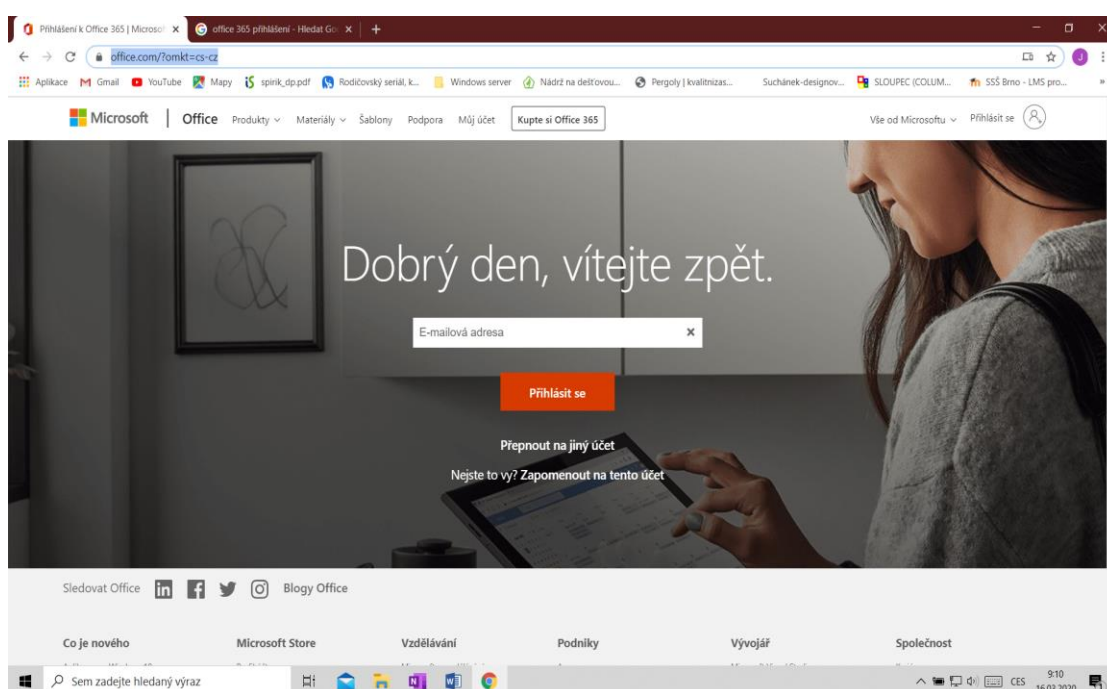 Přihlášení k Office 365 | Microsof
office 365 přihlášení - Hledat Go
office.com/?omkt=cs-cz
J
Aplikace Gmail YouTube Mapy spirik_dp.pdf Rodičovský seriál, k... Windows server Nádrž na dešťovou... Pergoly | kvalitnizas... Suchánek-designov... SLOUPEC (COLUM... SSŠ Brno - LMS pro...
Microsoft Office Produkty Materiály Šablony Podpora Můj účet Kupte si Office 365 Vše od Microsoftu Přihlásit se
Dobrý den, vítejte zpět.
E-mailová adresa
Přihlásit se
Přepnout na jiný účet
Nejste to vy? Zapomenout na tento účet
Sledovat Office Blogy Office
Co je nového Microsoft Store Vzdělávání Podniky Vývojář Společnost
Sem zadejte hledaný výraz
CES
9:10
16.03.2020